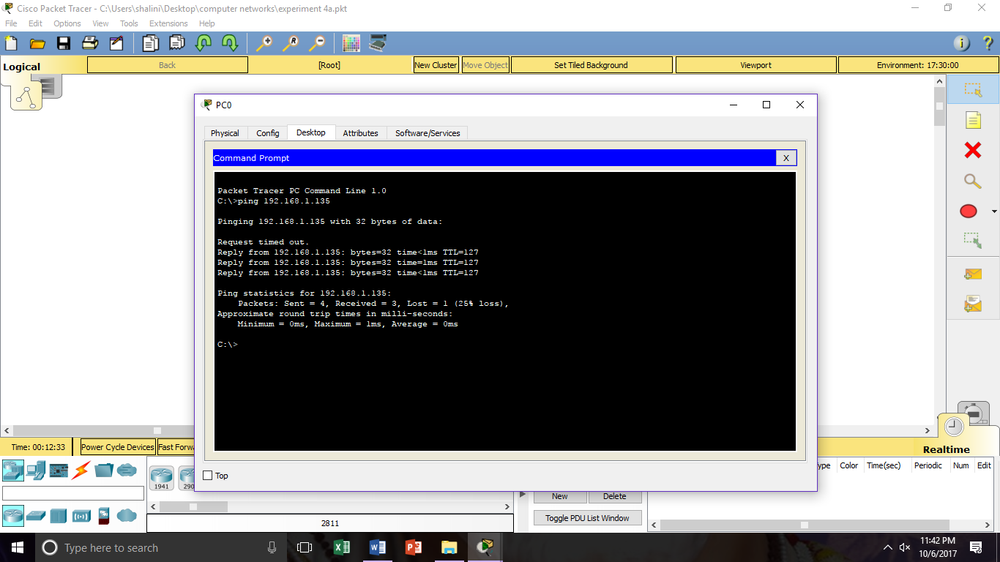 Cisco Packet Tracer - C:\Users\shalini\Desktop\computer networks\experiment 4a.pkt
File Edit Options View Tools Extensions Help
Logical Back [Root] New Cluster Move Object Set Tiled Background Viewport Environment: 17:30:00
PC0
Physical Config Desktop Attributes Software/Services
Command Prompt X
Packet Tracer PC Command Line 1.0
C:\>ping 192.168.1.135
Pinging 192.168.1.135 with 32 bytes of data:
Request timed out.
Reply from 192.168.1.135: bytes=32 time<1ms TTL=127
Reply from 192.168.1.135: bytes=32 time=1ms TTL=127
Reply from 192.168.1.135: bytes=32 time<1ms TTL=127
Ping statistics for 192.168.1.135:
Packets: Sent = 4, Received = 3, Lost = 1 (25% loss),
Approximate round trip times in milli-seconds:
Minimum = 0ms, Maximum = 1ms, Average = 0ms
C:\>
Top
Time: 00:12:33 Power Cycle Devices Fast Forw
Realtime
ype Color Time(sec) Periodic Num Edit
1941 290
New Delete
Toggle PDU List Window
2811
Type here to search
11:42 PM
10/6/2017